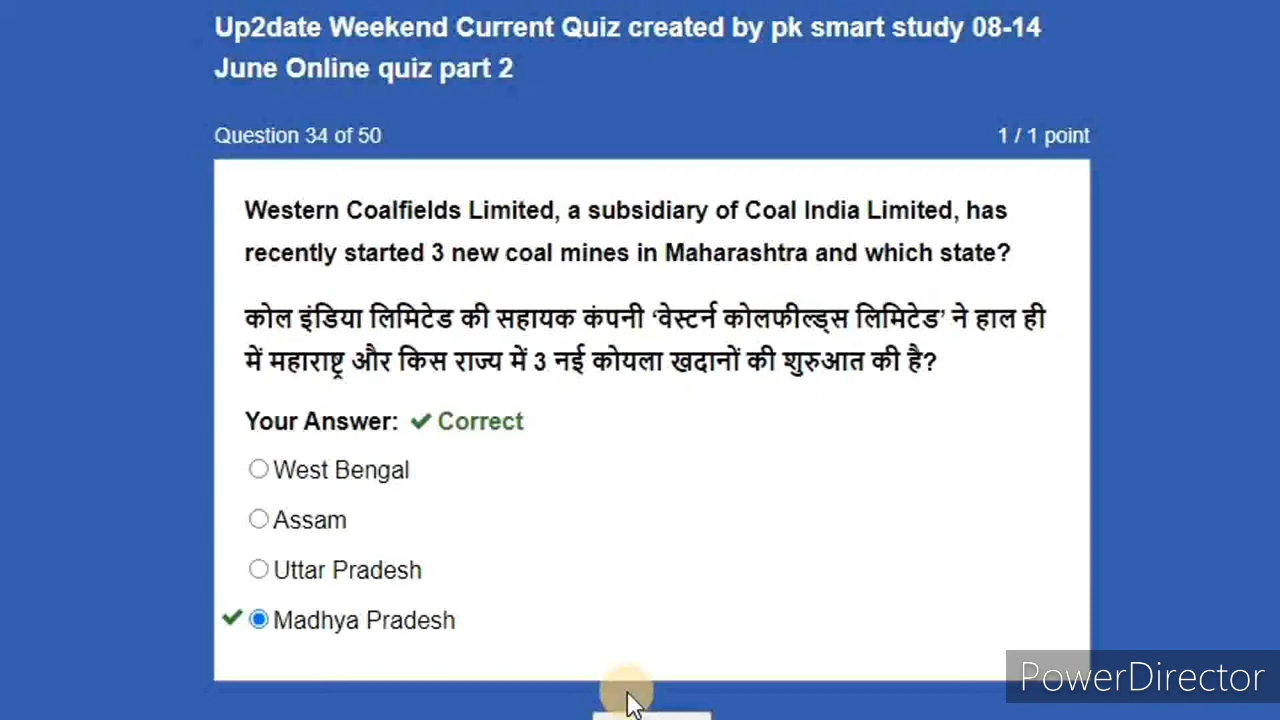 Up2date Weekend Current Quiz created by pk smart study 08-14
June Online quiz part 2
Question 34 of 50
1 / 1 point
Western Coalfields Limited, a subsidiary of Coal India Limited, has
recently started 3 new coal mines in Maharashtra and which state?
कोल इंडिया लिमिटेड की सहायक कंपनी ‘वेस्टर्न कोलफील्ड्स लिमिटेड’ ने हाल ही
में महाराष्ट्र और किस राज्य में 3 नई कोयला खदानों की शुरुआत की है?
Your Answer: ✔ Correct
West Bengal
Assam
Uttar Pradesh
Madhya Pradesh
PowerDirector